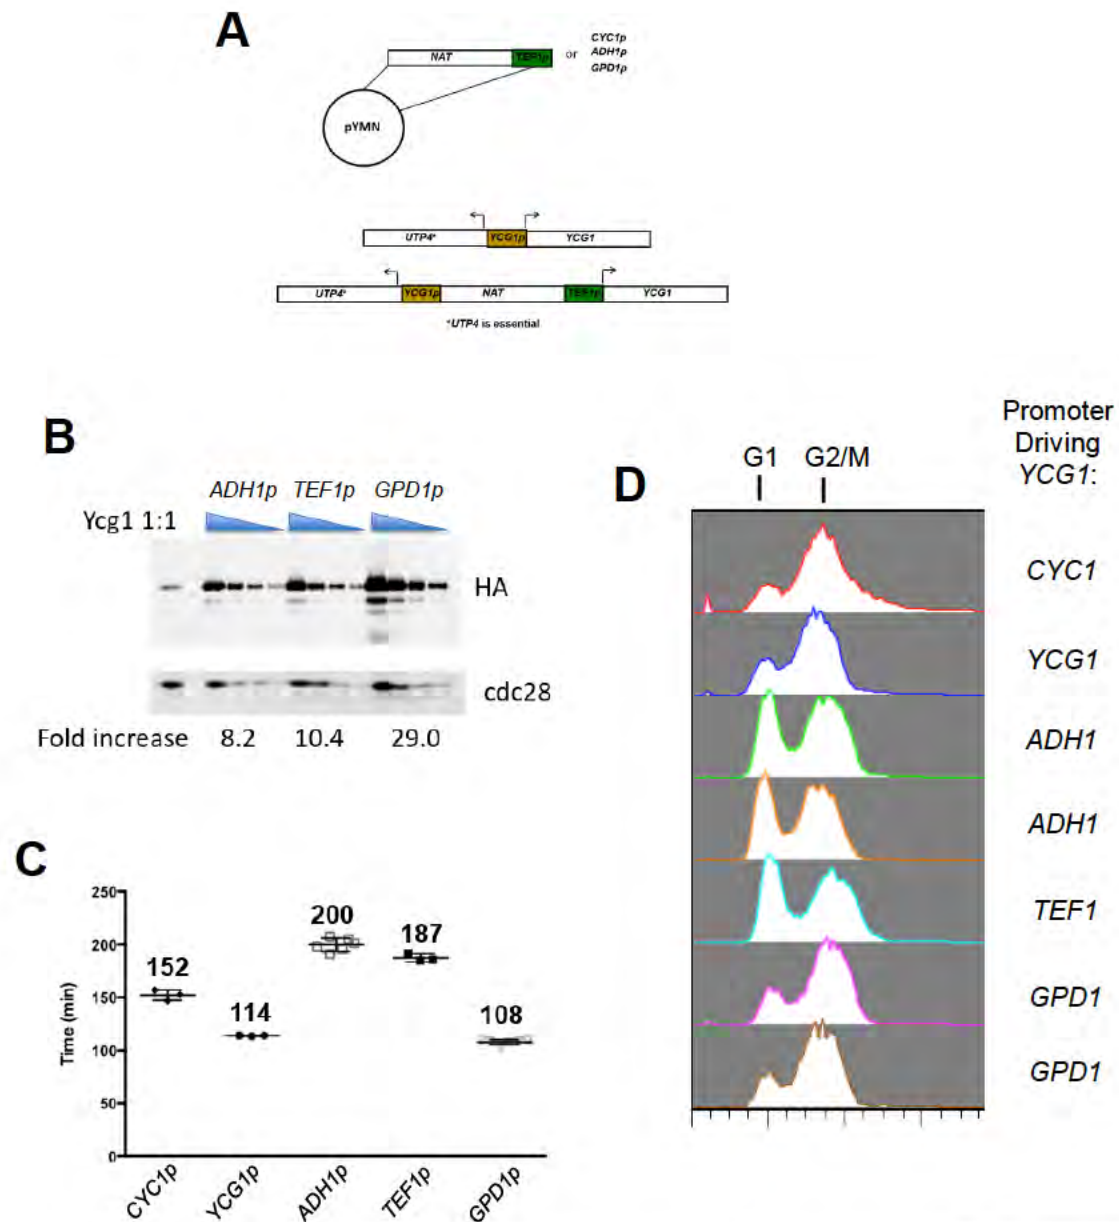 A
NAT
TEF1p
or
CYC1p
ADH1p
GPD1p
pYMN
UTP4*
YCG1p
YCG1
UTP4*
YCG1p
NAT
TEF1p
YCG1
*UTP4 is essential
B
ADH1p TEF1p GPD1p
Ycg1 1:1
HA
cdc28
Fold increase 8.2 10.4 29.0
C
Time (min)
250
200
150
100
50
0
152
114
200
187
108
CYC1p
YCG1p
ADH1p
TEF1p
GPD1p
D
G1 G2/M
Promoter
Driving
YCG1:
CYC1
YCG1
ADH1
ADH1
TEF1
GPD1
GPD1